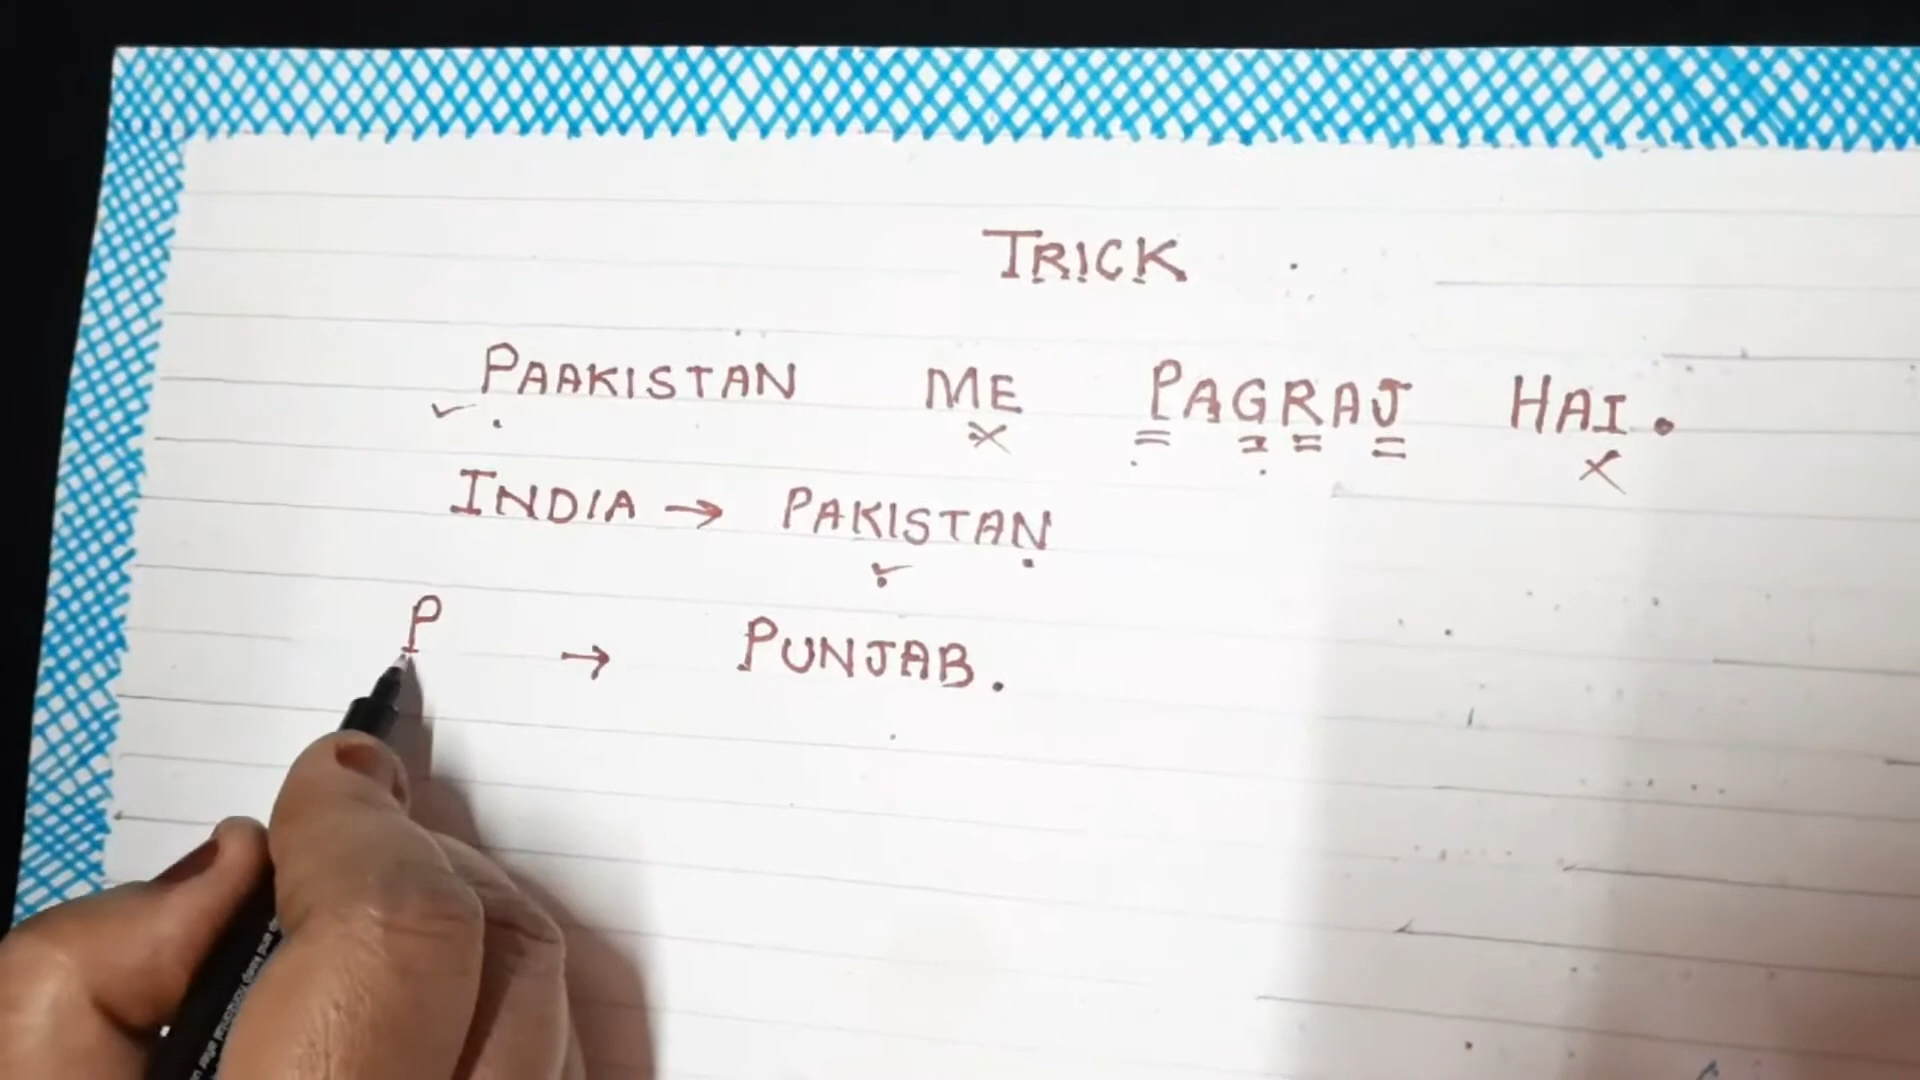 TRICK
PAAKISTAN ME PAGRAJ HAI.
INDIA → PAKISTAN
P → PUNJAB.